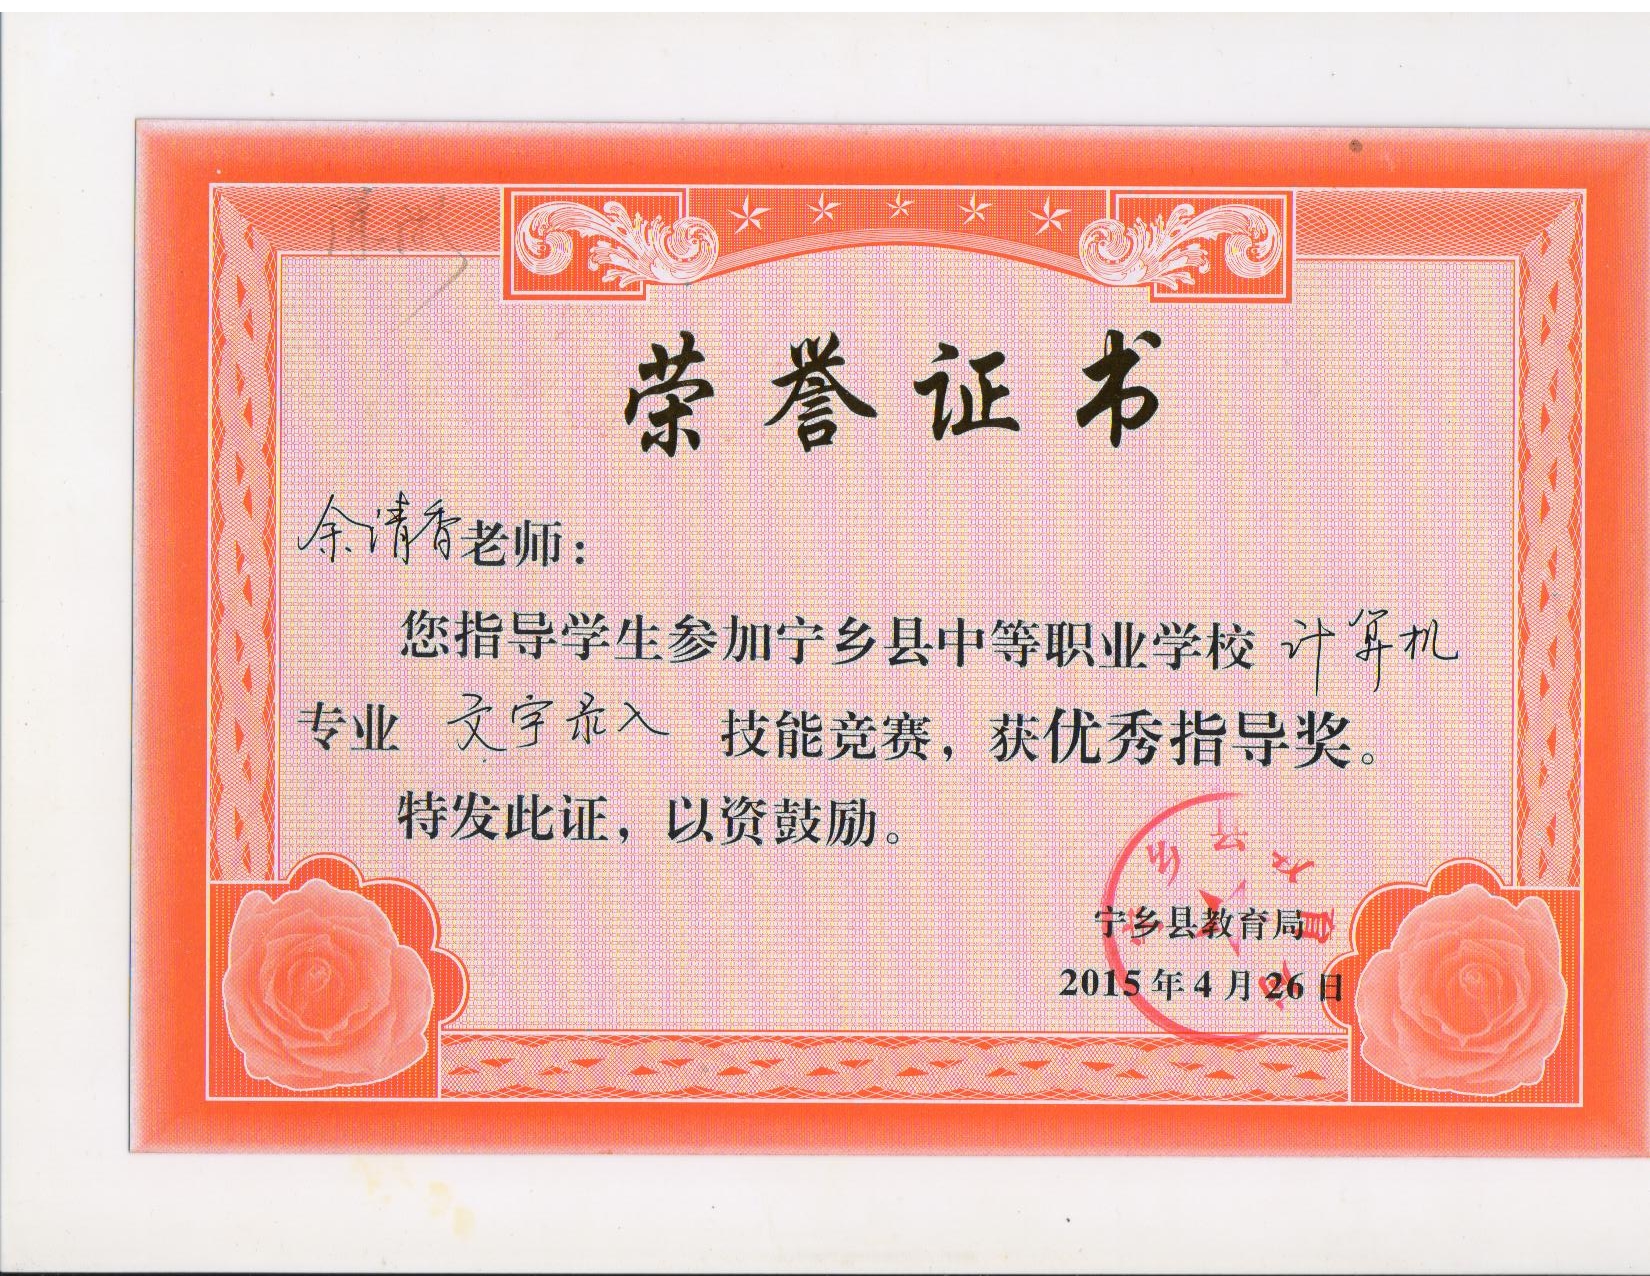 荣誉证书
余清香老师：
您指导学生参加宁乡县中等职业学校 计算机
专业 文字录入 技能竞赛，获优秀指导奖。
特发此证，以资鼓励。
宁乡县教育局
2015年4月26日